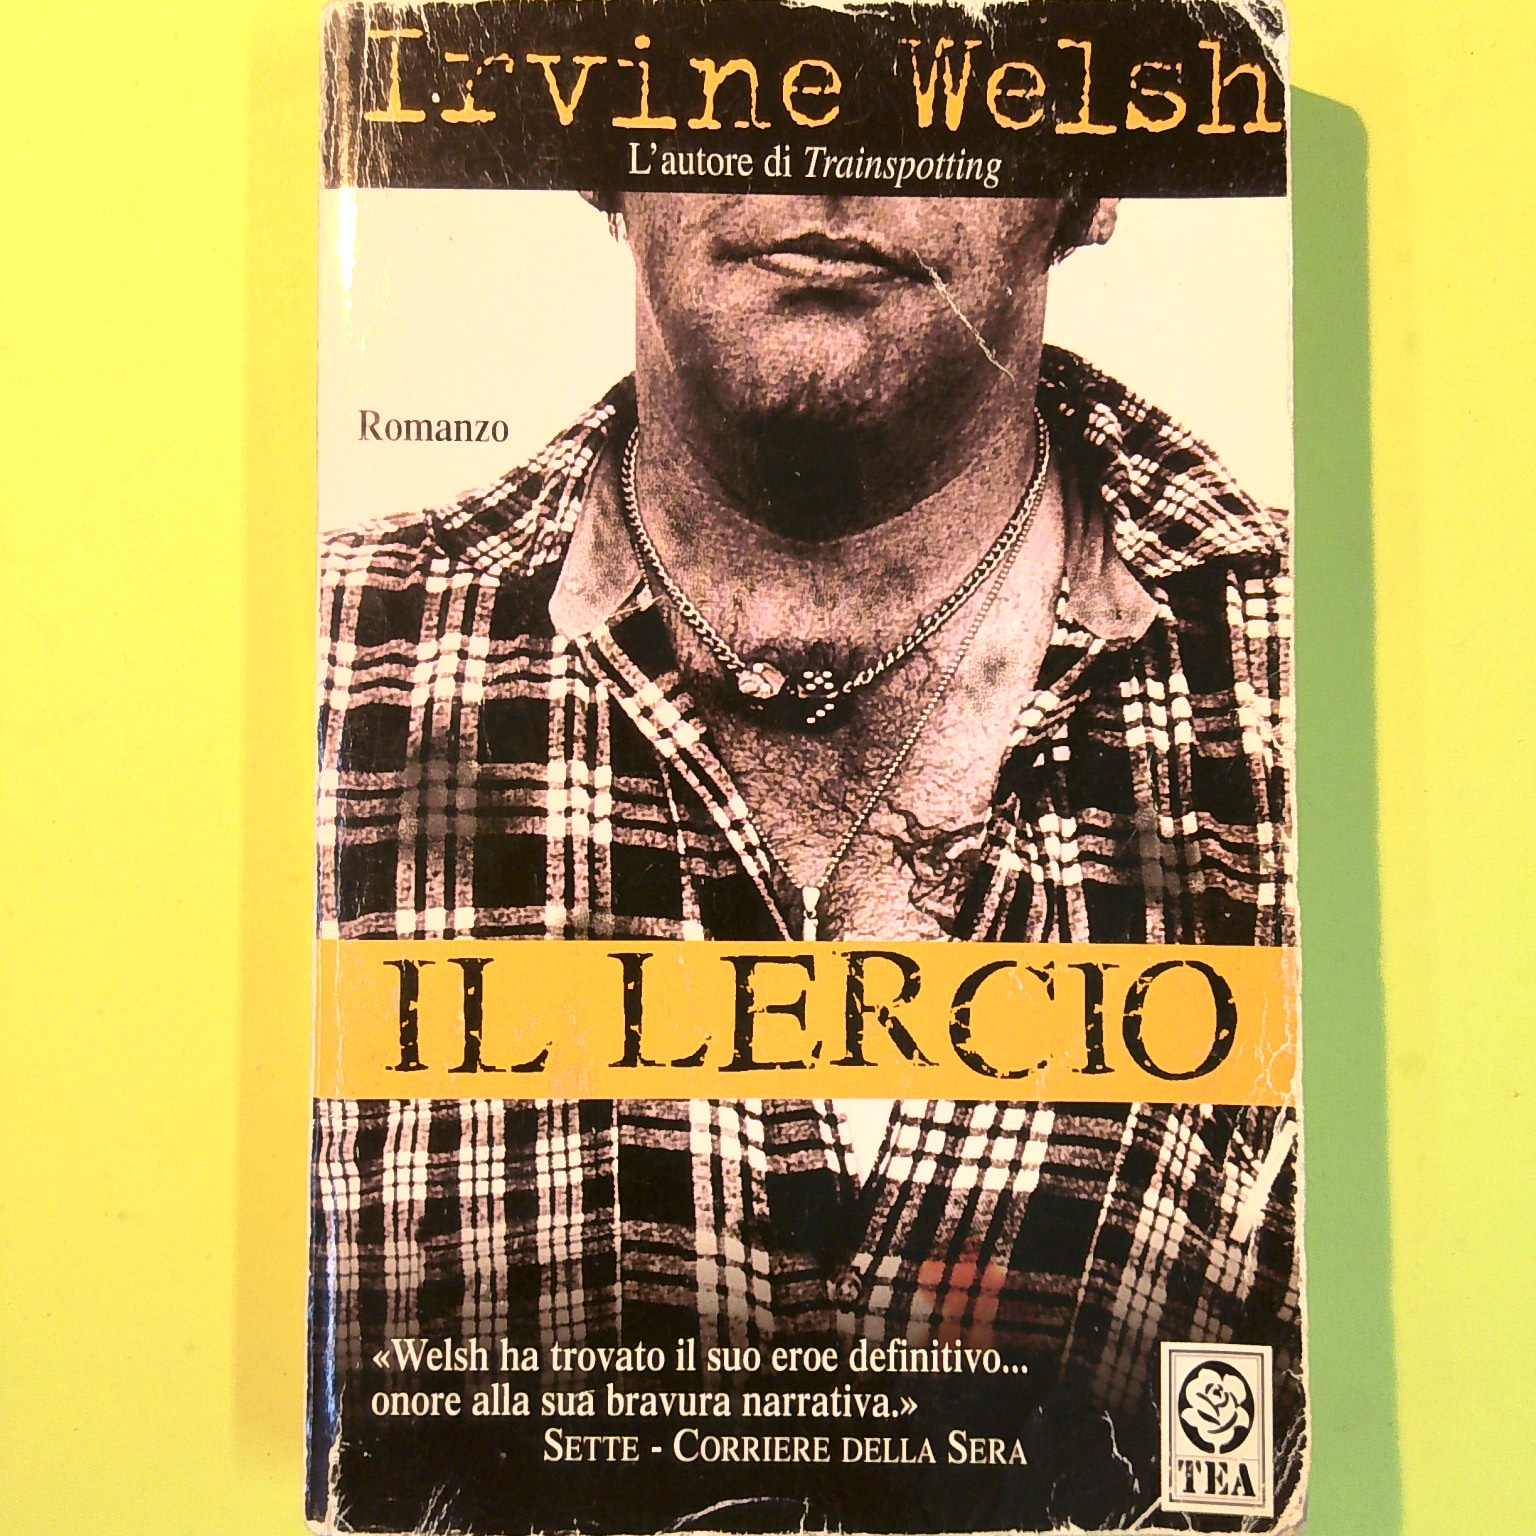 Irvine Welsh
L'autore di Trainspotting
Romanzo
IL LERCIO
«Welsh ha trovato il suo eroe definitivo...
onore alla sua bravura narrativa.»
SETTE - CORRIERE DELLA SERA
TEA